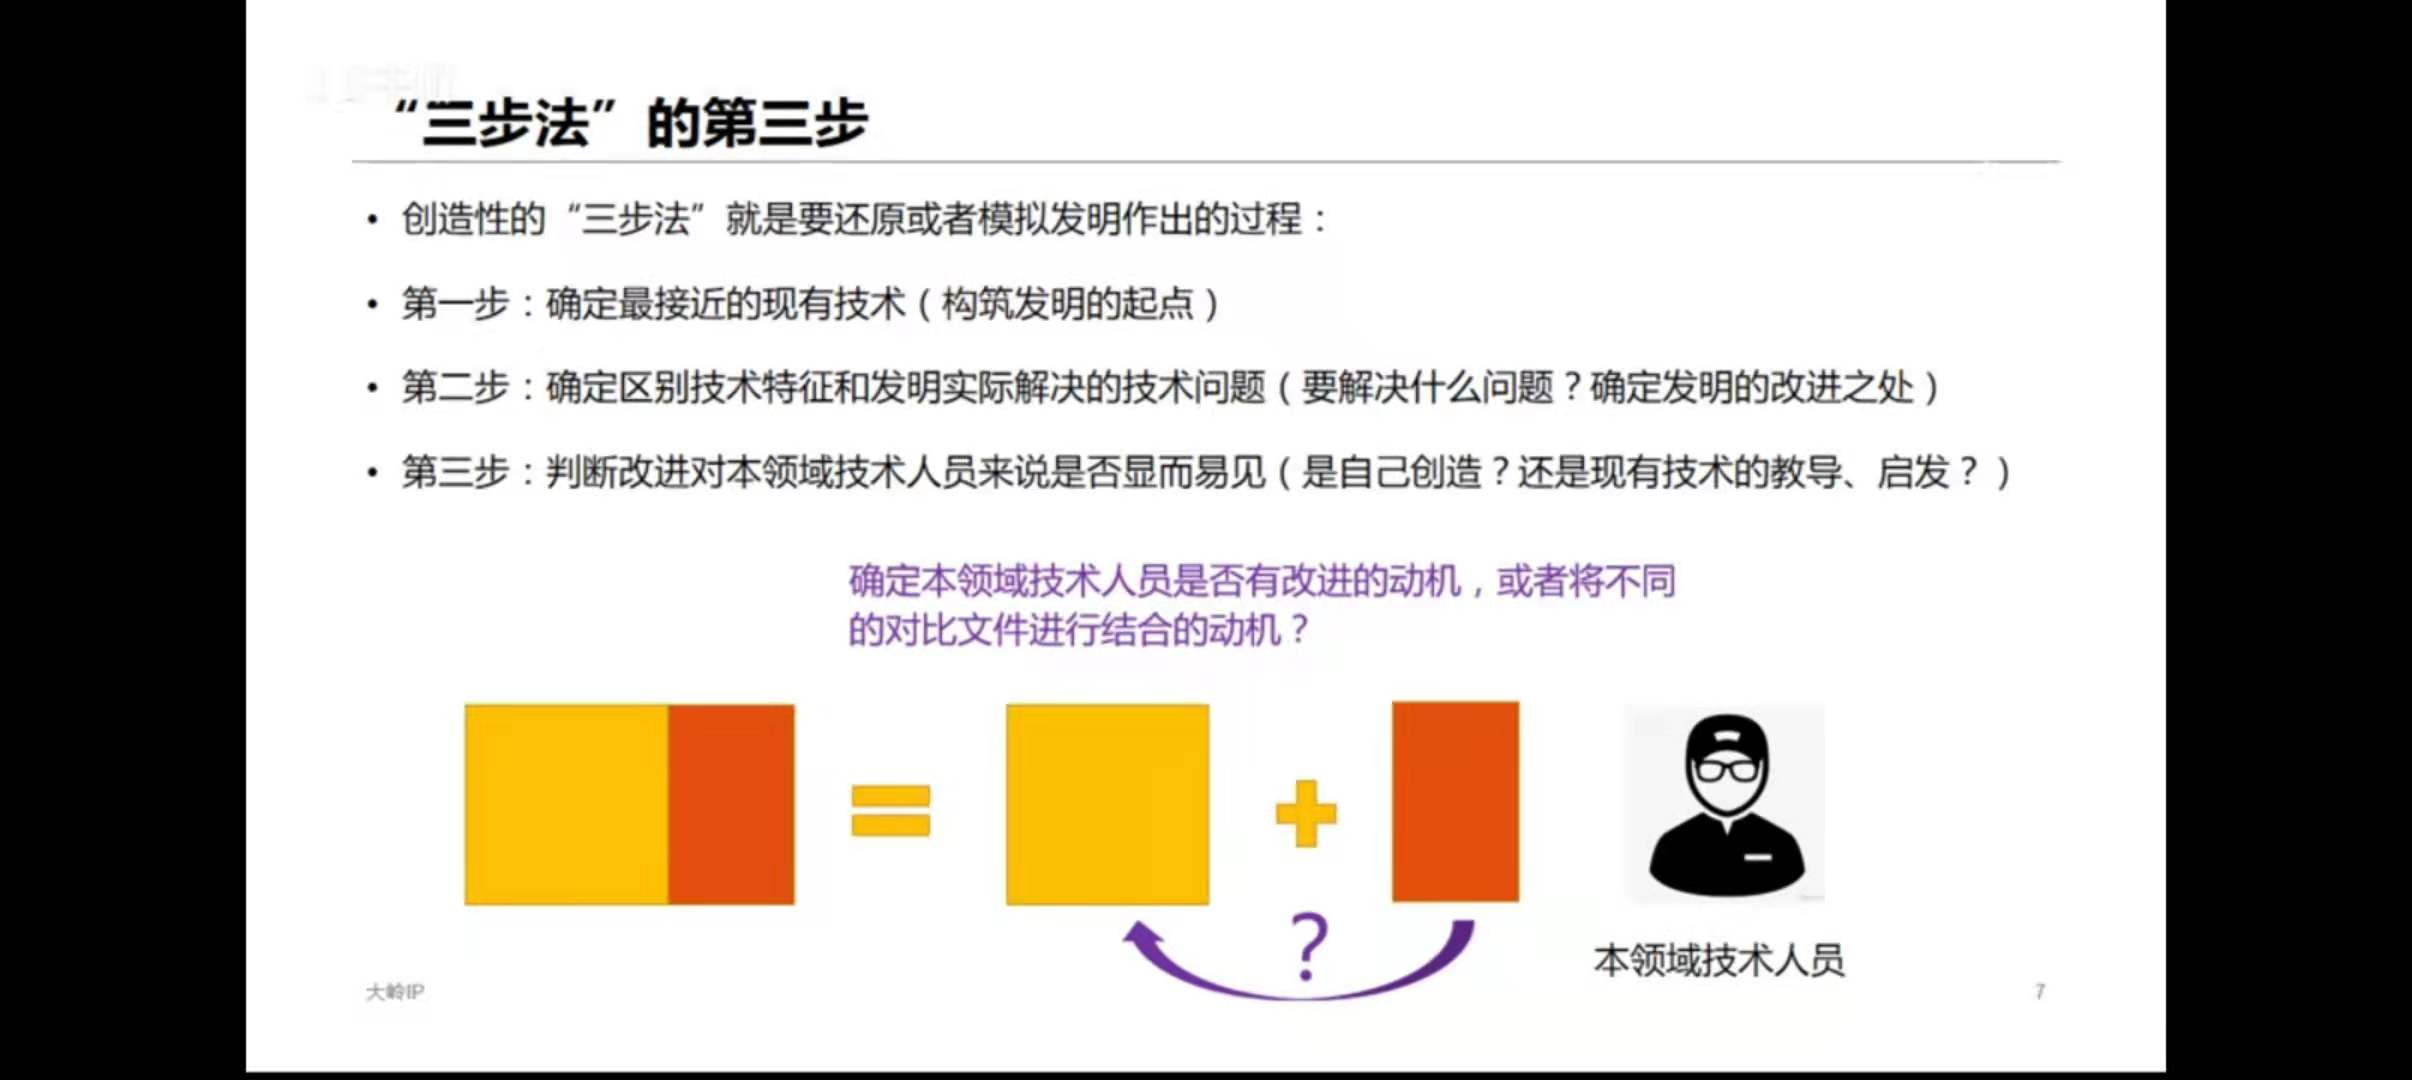 “三步法”的第三步
• 创造性的“三步法”就是要还原或者模拟发明作出的过程：
• 第一步：确定最接近的现有技术（构筑发明的起点）
• 第二步：确定区别技术特征和发明实际解决的技术问题（要解决什么问题？确定发明的改进之处）
• 第三步：判断改进对本领域技术人员来说是否显而易见（是自己创造？还是现有技术的教导、启发？）
确定本领域技术人员是否有改进的动机，或者将不同
的对比文件进行结合的动机？
?
本领域技术人员
大岭IP
7